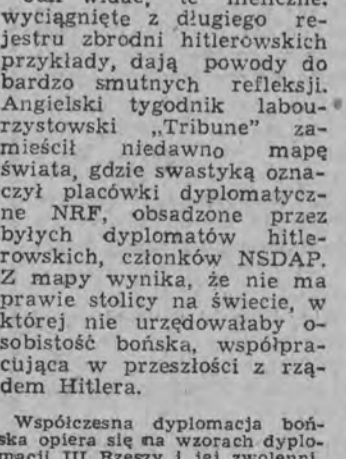 wyciągnięte z długiego re-
jestru zbrodni hitlerowskich
przykłady, dają powody do
bardzo smutnych refleksji.
Angielski tygodnik labou-
rzystowski „Tribune” za-
mieścił niedawno mapę
świata, gdzie swastyką ozna-
czył placówki dyplomatycz-
ne NRF, obsadzone przez
byłych dyplomatów hitle-
rowskich, członków NSDAP.
Z mapy wynika, że nie ma
prawie stolicy na świecie, w
której nie urzędowałaby o-
sobistość bońska, współpra-
cująca w przeszłości z rzą-
dem Hitlera.
Współczesna dyplomacja boń-
ska opiera się na wzorach dyplo-
macji III Rzeszy i jej zwolenni-